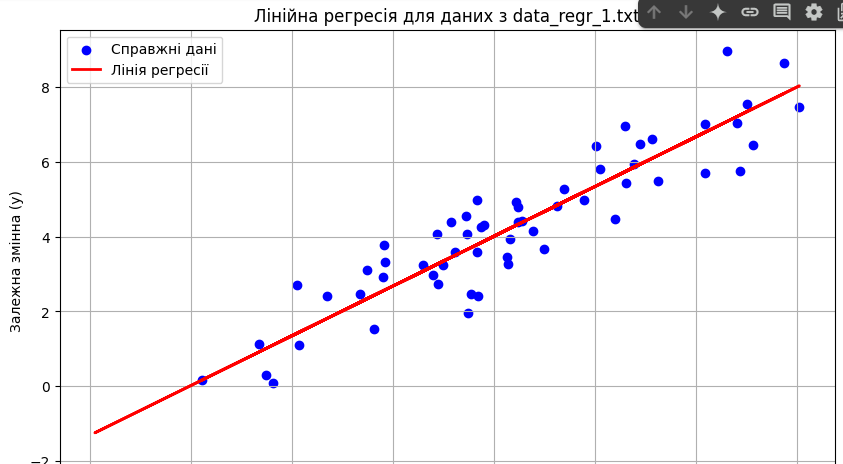 Лінійна регресія для даних з data_regr_1.txt
Справжні дані
Лінія регресії
Залежна змінна (y)
8
6
4
2
0
−2